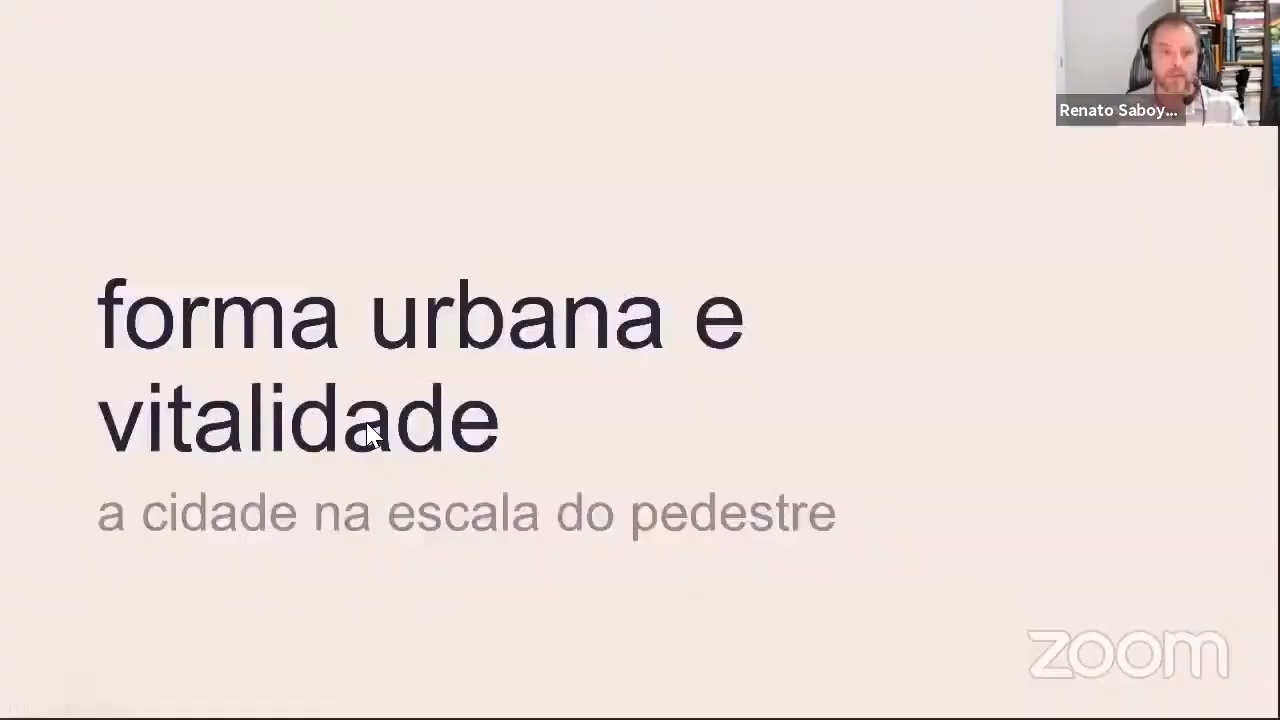 Renato Saboy...
forma urbana e
vitalidade
a cidade na escala do pedestre
zoom